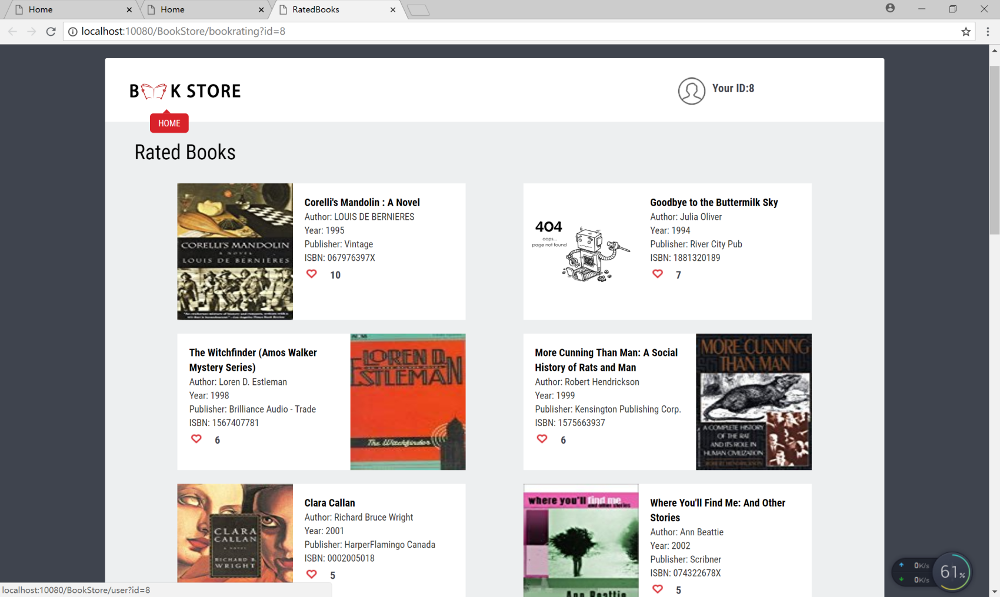 Home
Home
RatedBooks
localhost:10080/BookStore/bookrating?id=8
B K STORE
Your ID:8
HOME
Rated Books
CORELLI'S MANDOLIN
A NOVEL
LOUIS DE BERNIÈRES
Corelli's Mandolin : A Novel
Author: LOUIS DE BERNIERES
Year: 1995
Publisher: Vintage
ISBN: 067976397X
10
404
oops...
page not found
Goodbye to the Buttermilk Sky
Author: Julia Oliver
Year: 1994
Publisher: River City Pub
ISBN: 1881320189
7
The Witchfinder (Amos Walker
Mystery Series)
Author: Loren D. Estleman
Year: 1998
Publisher: Brilliance Audio - Trade
ISBN: 1567407781
6
LOREN D.
ESTLEMAN
The Witchfinder
More Cunning Than Man: A Social
History of Rats and Man
Author: Robert Hendrickson
Year: 1999
Publisher: Kensington Publishing Corp.
ISBN: 1575663937
6
MORE CUNNING
THAN MAN
A COMPLETE HISTORY
OF THE RAT
AND ITS ROLE IN
HUMAN CIVILIZATION
ROBERT HENDRICKSON
CLARA
CALLAN
A NOVEL
RICHARD B.
WRIGHT
Clara Callan
Author: Richard Bruce Wright
Year: 2001
Publisher: HarperFlamingo Canada
ISBN: 0002005018
5
where you'll find me
and other stories
Ann Beattie
Where You'll Find Me: And Other
Stories
Author: Ann Beattie
Year: 2002
Publisher: Scribner
ISBN: 074322678X
5
0K/s
0K/s
61%
localhost:10080/BookStore/user?id=8